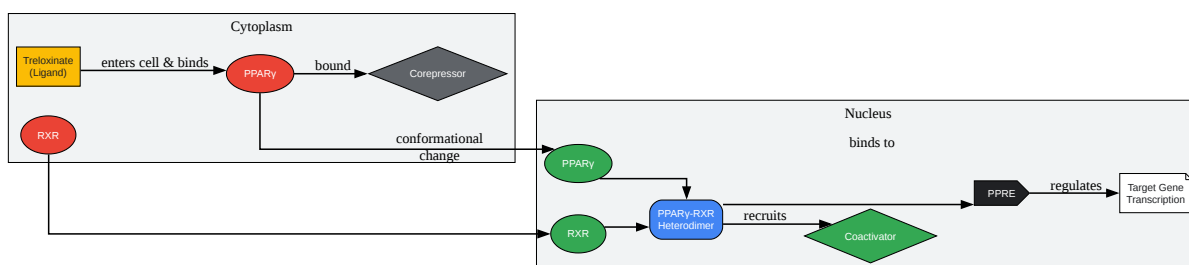 Cytoplasm
Treloxinate
(Ligand)
enters cell & binds
PPARγ
bound
Corepressor
RXR
conformational
change
Nucleus
binds to
PPARγ
RXR
PPARγ-RXR
Heterodimer
recruits
Coactivator
PPRE
regulates
Target Gene
Transcription